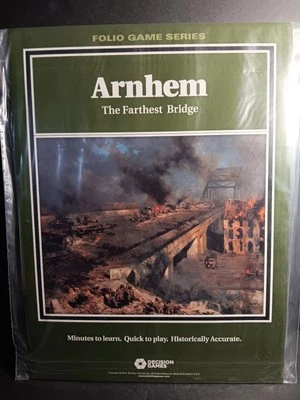 FOLIO GAME SERIES
Arnhem
The Farthest Bridge
Minutes to learn. Quick to play. Historically Accurate.
DECISION
GAMES